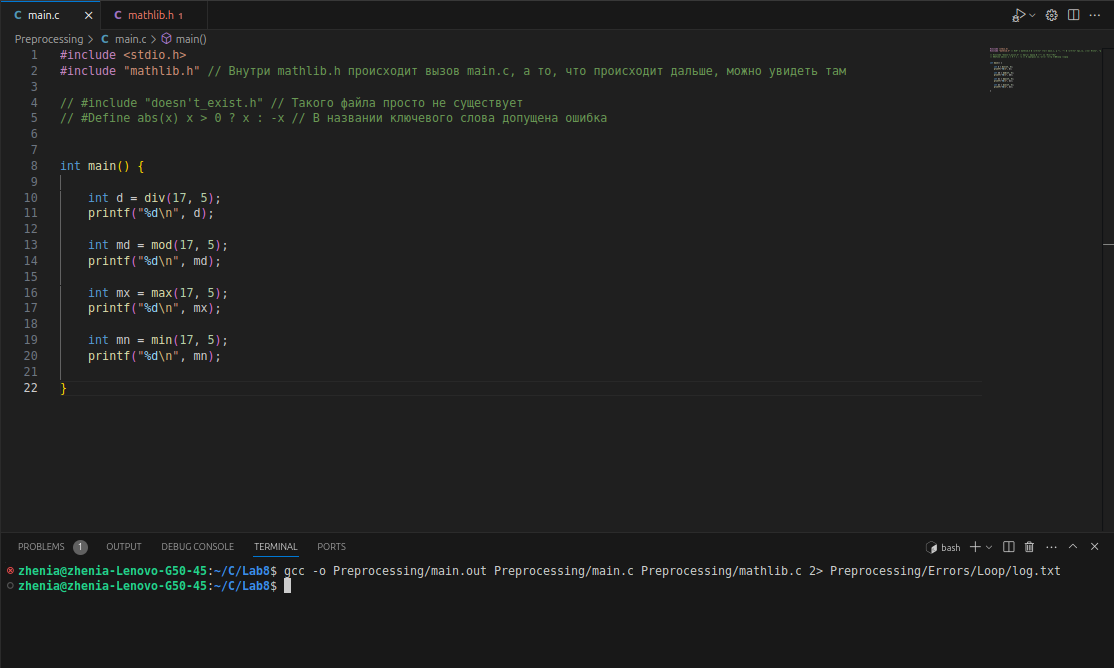 main.c
mathlib.h 1
Preprocessing > main.c > main()
1 #include <stdio.h>
2 #include "mathlib.h" // Внутри mathlib.h происходит вызов main.c, а то, что происходит дальше, можно увидеть там
3
4 // #include "doesn't_exist.h" // Такого файла просто не существует
5 // #Define abs(x) x > 0 ? x : -x // В названии ключевого слова допущена ошибка
6
7
8 int main() {
9
10 int d = div(17, 5);
11 printf("%d\n", d);
12
13 int md = mod(17, 5);
14 printf("%d\n", md);
15
16 int mx = max(17, 5);
17 printf("%d\n", mx);
18
19 int mn = min(17, 5);
20 printf("%d\n", mn);
21
22 }
PROBLEMS 1 OUTPUT DEBUG CONSOLE TERMINAL PORTS bash
zhenia@zhenia-Lenovo-G50-45:~/C/Lab8$ gcc -o Preprocessing/main.out Preprocessing/main.c Preprocessing/mathlib.c 2> Preprocessing/Errors/Loop/log.txt
zhenia@zhenia-Lenovo-G50-45:~/C/Lab8$